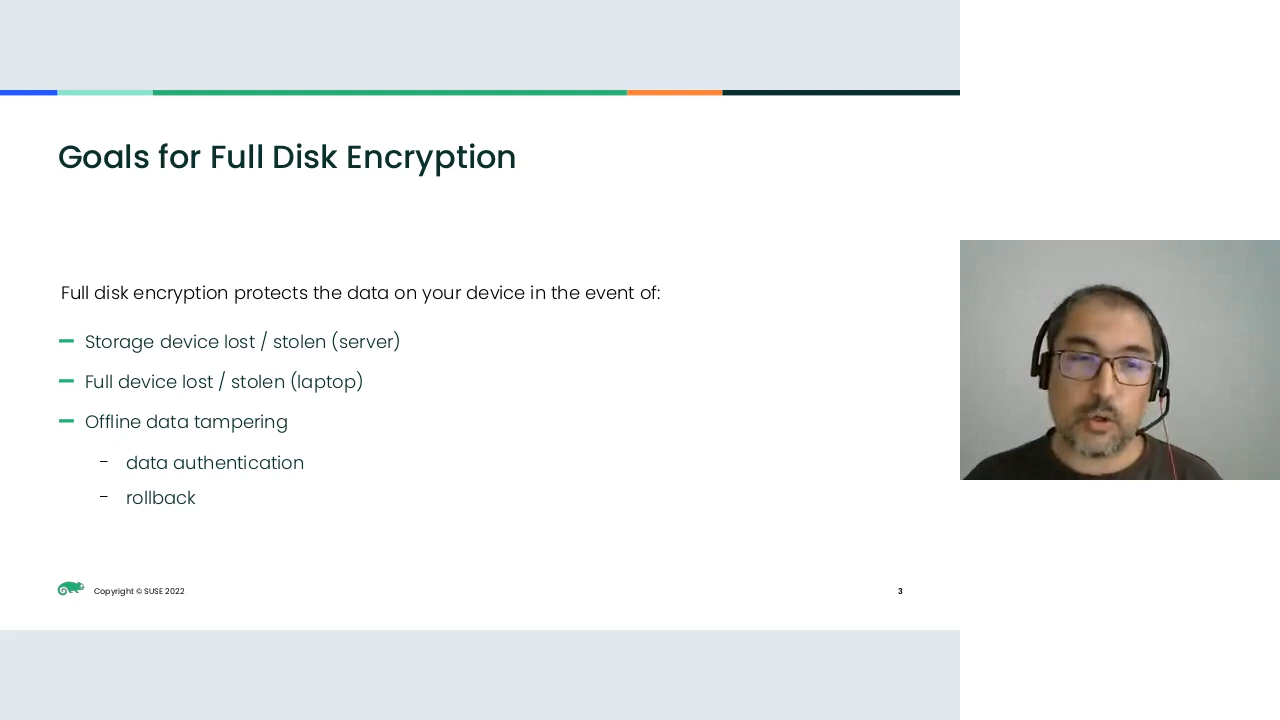 Goals for Full Disk Encryption
Full disk encryption protects the data on your device in the event of:
Storage device lost / stolen (server)
Full device lost / stolen (laptop)
Offline data tampering
- data authentication
- rollback
Copyright © SUSE 2022
3